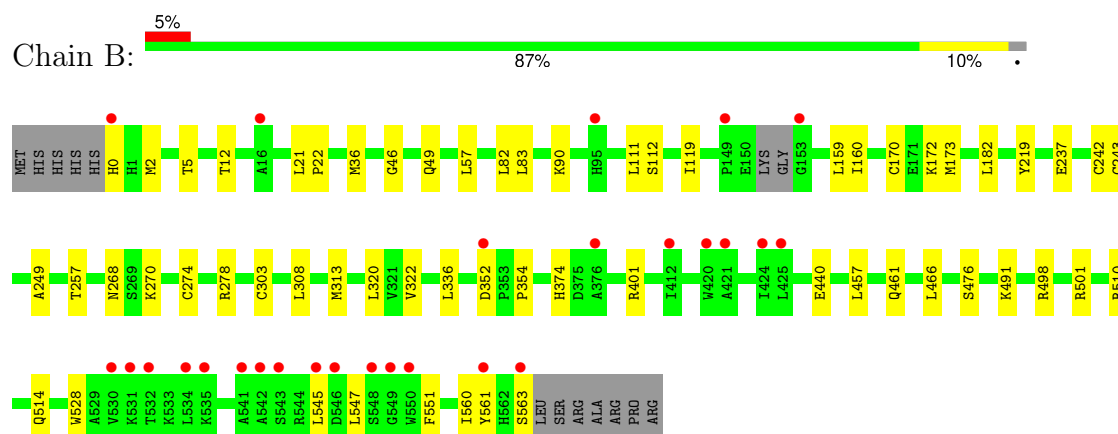 5%
Chain B:
87% 10% •
MET HIS HIS HIS HIS H0 H1 M2 T5 T12 A16 L21 P22 M36 G46 Q49 L57 L82 L83 K90 H95 L111 S112 I119 P149 E150 LYS GLY G153 L159 I160 C170 E171 K172 M173 L182 Y219 E237 C242
A249 T257 N268 S269 K270 C274 R278 C303 L308 M313 L320 V321 V322 L336 D352 P353 P354 H374 D375 A376 R401 I412 W420 A421 I424 L425 E440 L457 Q461 L466 S476 K491 R498 R501
Q514 W528 A529 V530 K531 T532 K533 L534 K535 A541 A542 S543 R544 L545 D546 L547 S548 G549 W550 F551 I560 Y561 H562 S563 LEU SER ARG ALA ARG PRO ARG